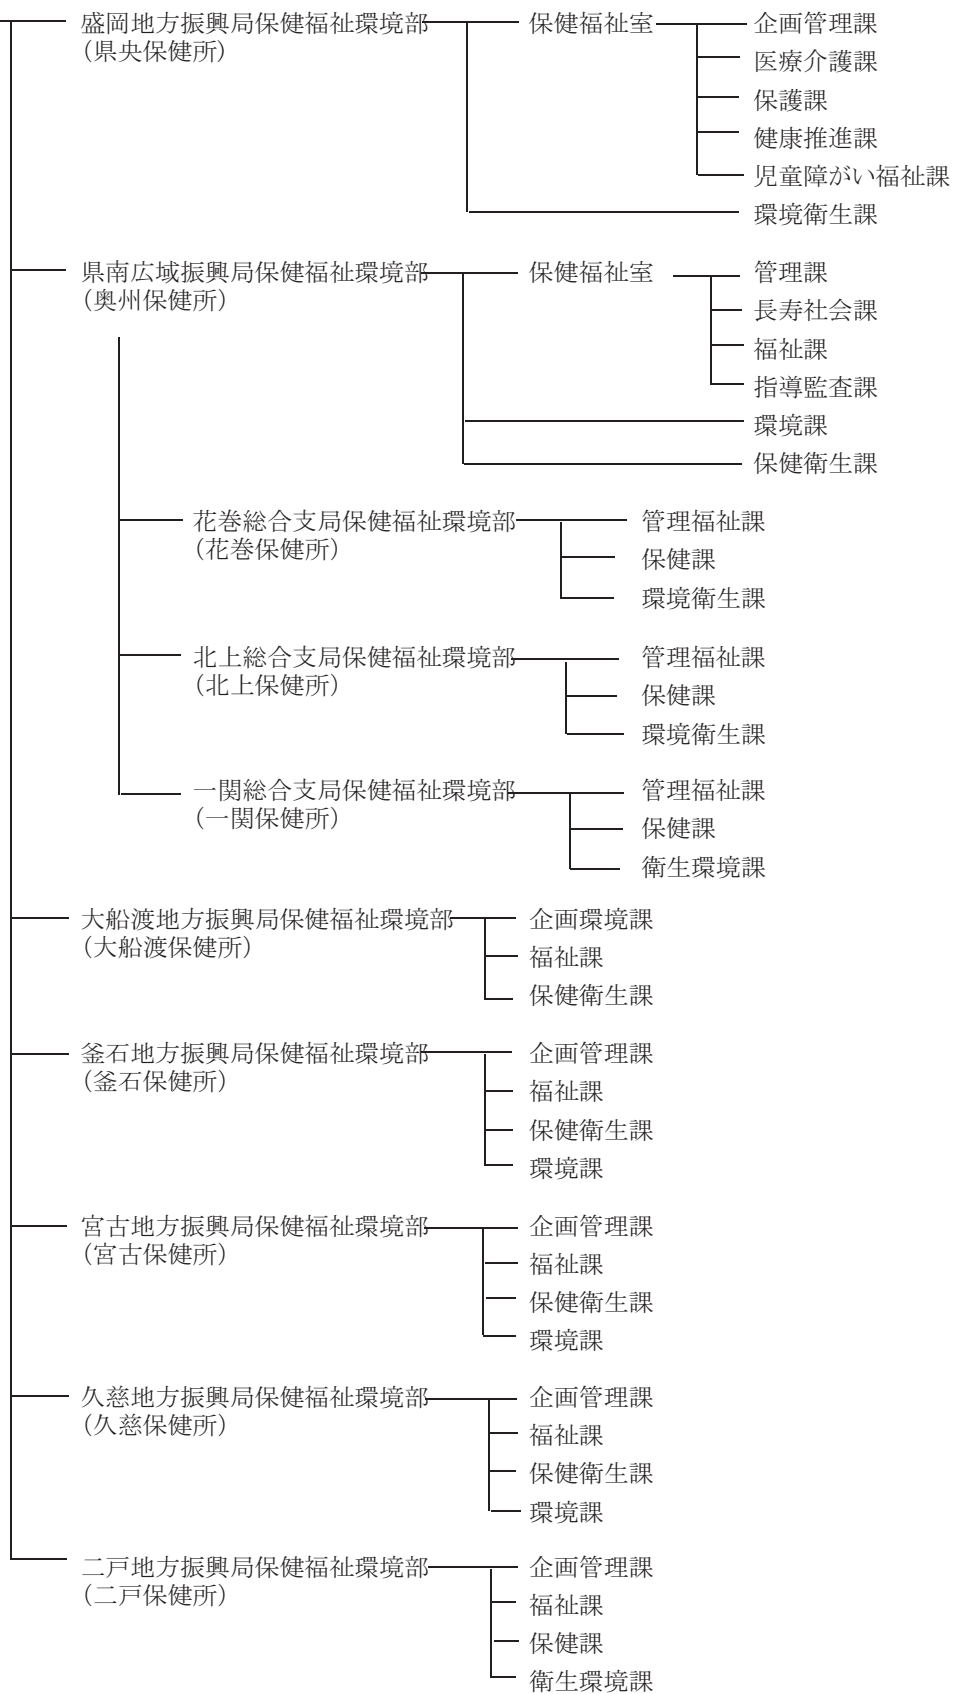 盛岡地方振興局保健福祉環境部 保健福祉室 企画管理課
（県央保健所） 医療介護課
保護課
健康推進課
児童障がい福祉課
環境衛生課
県南広域振興局保健福祉環境部 保健福祉室 管理課
（奥州保健所） 長寿社会課
福祉課
指導監査課
環境課
保健衛生課
花巻総合支局保健福祉環境部 管理福祉課
（花巻保健所） 保健課
環境衛生課
北上総合支局保健福祉環境部 管理福祉課
（北上保健所） 保健課
環境衛生課
一関総合支局保健福祉環境部 管理福祉課
（一関保健所） 保健課
衛生環境課
大船渡地方振興局保健福祉環境部 企画環境課
（大船渡保健所） 福祉課
保健衛生課
釜石地方振興局保健福祉環境部 企画管理課
（釜石保健所） 福祉課
保健衛生課
環境課
宮古地方振興局保健福祉環境部 企画管理課
（宮古保健所） 福祉課
保健衛生課
環境課
久慈地方振興局保健福祉環境部 企画管理課
（久慈保健所） 福祉課
保健衛生課
環境課
二戸地方振興局保健福祉環境部 企画管理課
（二戸保健所） 福祉課
保健課
衛生環境課